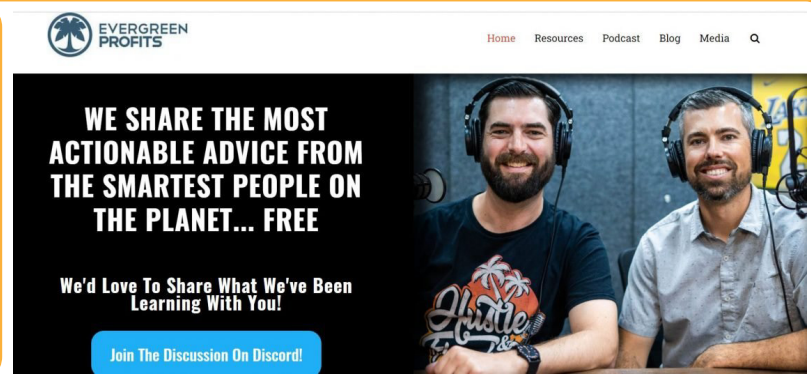 EVERGREEN
PROFITS
Home Resources Podcast Blog Media
WE SHARE THE MOST
ACTIONABLE ADVICE FROM
THE SMARTEST PEOPLE ON
THE PLANET... FREE
We'd Love To Share What We've Been
Learning With You!
Join The Discussion On Discord!
Hustle
&